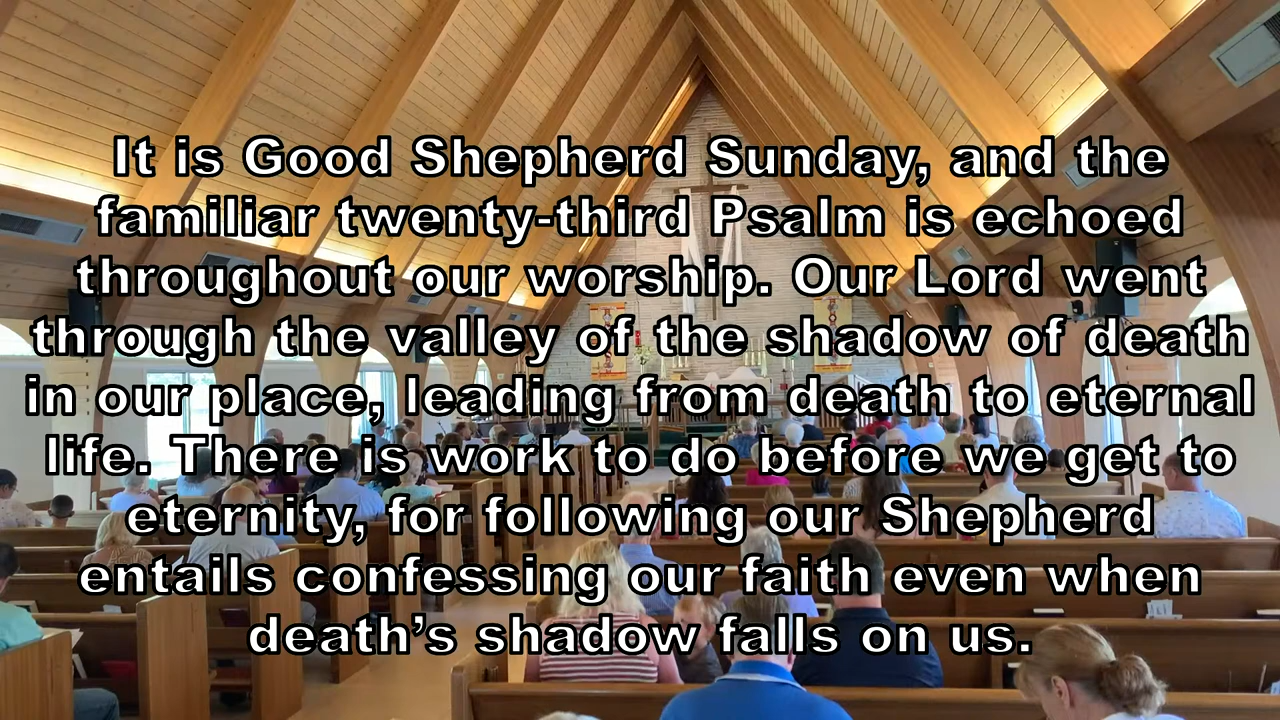 It is Good Shepherd Sunday, and the
familiar twenty-third Psalm is echoed
throughout our worship. Our Lord went
through the valley of the shadow of death
in our place, leading from death to eternal
life. There is work to do before we get to
eternity, for following our Shepherd
entails confessing our faith even when
death’s shadow falls on us.